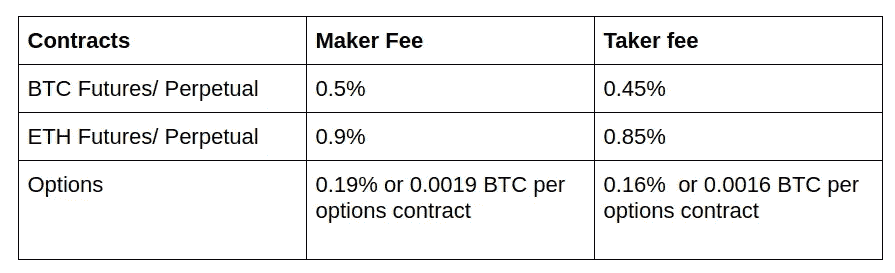 Contracts Maker Fee Taker fee
BTC Futures/ Perpetual 0.5% 0.45%
ETH Futures/ Perpetual 0.9% 0.85%
Options 0.19% or 0.0019 BTC per 0.16%  or 0.0016 BTC per
options contract options contract